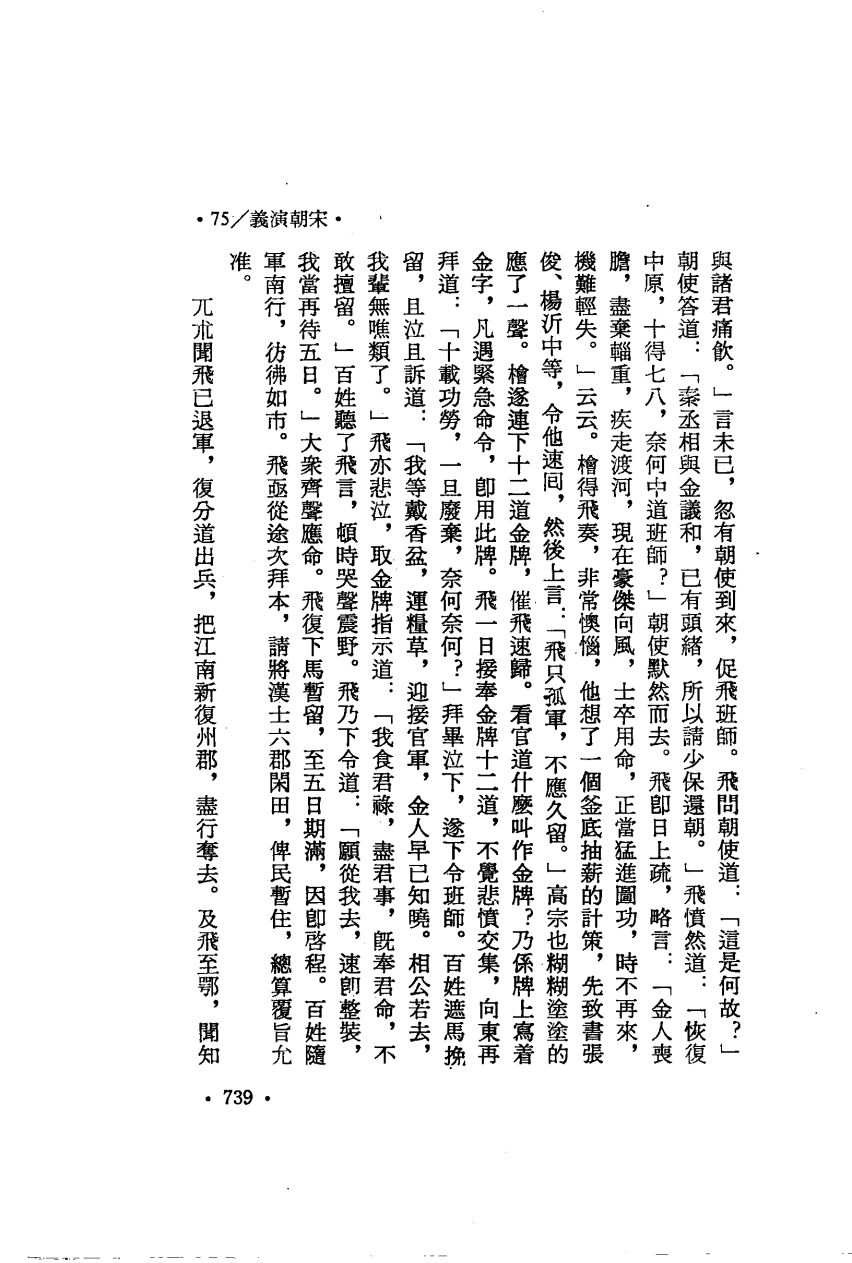 •75／義演朝宋•
與諸君痛飲。」言未已，忽有朝使到來，促飛班師。飛問朝使道：「這是何故？」
朝使答道：「秦丞相與金議和，已有頭緒，所以請少保還朝。」飛憤然道：「恢復
中原，十得七八，奈何中道班師？」朝使默然而去。飛卽日上疏，略言：「金人喪
膽，盡棄輜重，疾走渡河，現在豪傑向風，士卒用命，正當猛進圖功，時不再來，
機難輕失。」云云。檜得飛奏，非常懊惱，他想了一個釜底抽薪的計策，先致書張
俊、楊沂中等，令他速囘，然後上言：「飛只孤軍，不應久留。」高宗也糊糊塗塗的
應了一聲。檜遂連下十二道金牌，催飛速歸。看官道什麼叫作金牌？乃係牌上寫着
金字，凡遇緊急命令，卽用此牌。飛一日接奉金牌十二道，不覺悲憤交集，向東再
拜道：「十載功勞，一旦廢棄，奈何奈何？」拜畢泣下，遂下令班師。百姓遮馬挽
留，且泣且訴道：「我等戴香盆，運糧草，迎接官軍，金人早已知曉。相公若去，
我輩無噍類了。」飛亦悲泣，取金牌指示道：「我食君祿，盡君事，旣奉君命，不
敢擅留。」百姓聽了飛言，頓時哭聲震野。飛乃下令道：「願從我去，速卽整裝，
我當再待五日。」大衆齊聲應命。飛復下馬暫留，至五日期滿，因卽啓程。百姓隨
軍南行，彷彿如市。飛亟從途次拜本，請將漢士六郡閑田，俾民暫住，總算覆旨允
准。
兀朮聞飛已退軍，復分道出兵，把江南新復州郡，盡行奪去。及飛至鄂，聞知
•739•